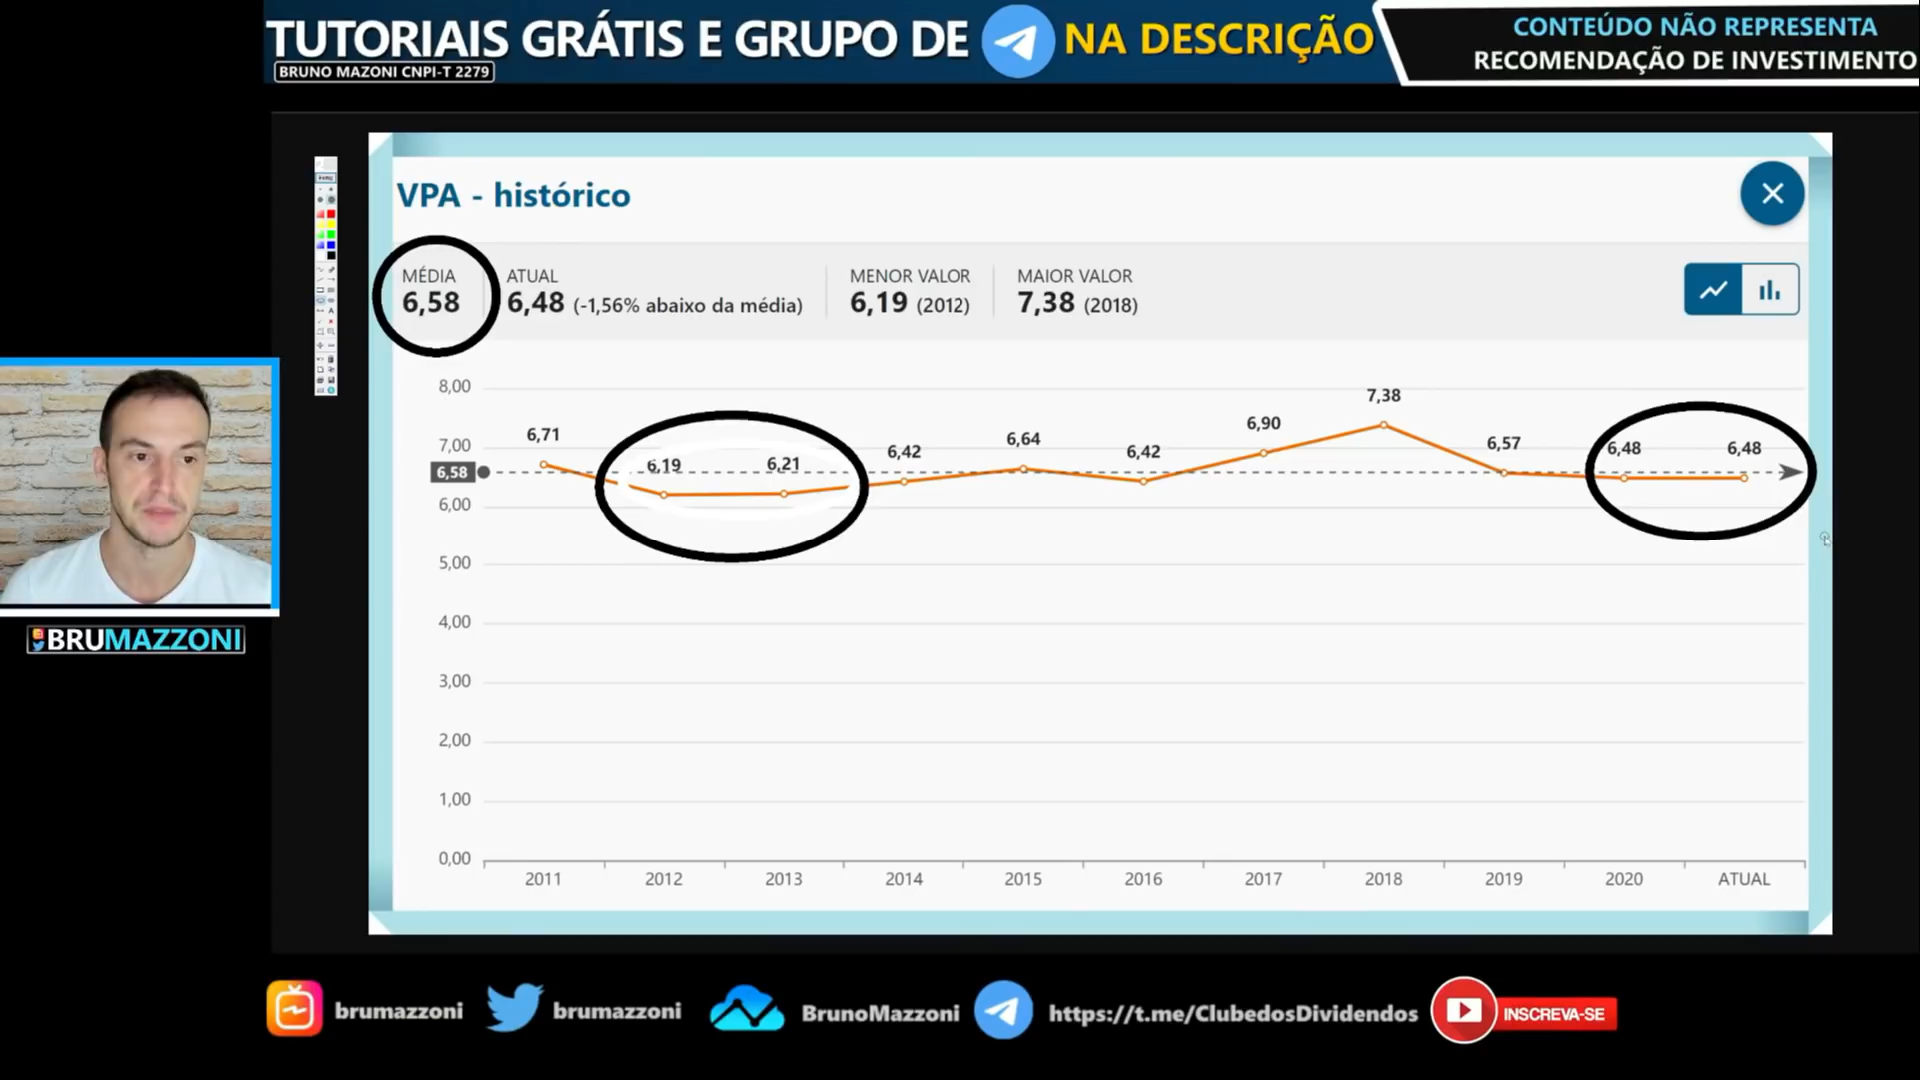 TUTORIAIS GRÁTIS E GRUPO DE NA DESCRIÇÃO
BRUNO MAZONI CNPI-T 2279
CONTEÚDO NÃO REPRESENTA
RECOMENDAÇÃO DE INVESTIMENTO
VPA - histórico
MÉDIA
6,58
ATUAL
6,48 (-1,56% abaixo da média)
MENOR VALOR
6,19 (2012)
MAIOR VALOR
7,38 (2018)
8,00
7,00
6,58
6,00
5,00
4,00
3,00
2,00
1,00
0,00
6,71
6,19
6,21
6,42
6,64
6,42
6,90
7,38
6,57
6,48
6,48
2011 2012 2013 2014 2015 2016 2017 2018 2019 2020 ATUAL
BRUMAZZONI
brumazzoni
brumazzoni
BrunoMazzoni
https://t.me/ClubedosDividendos
INSCREVA-SE